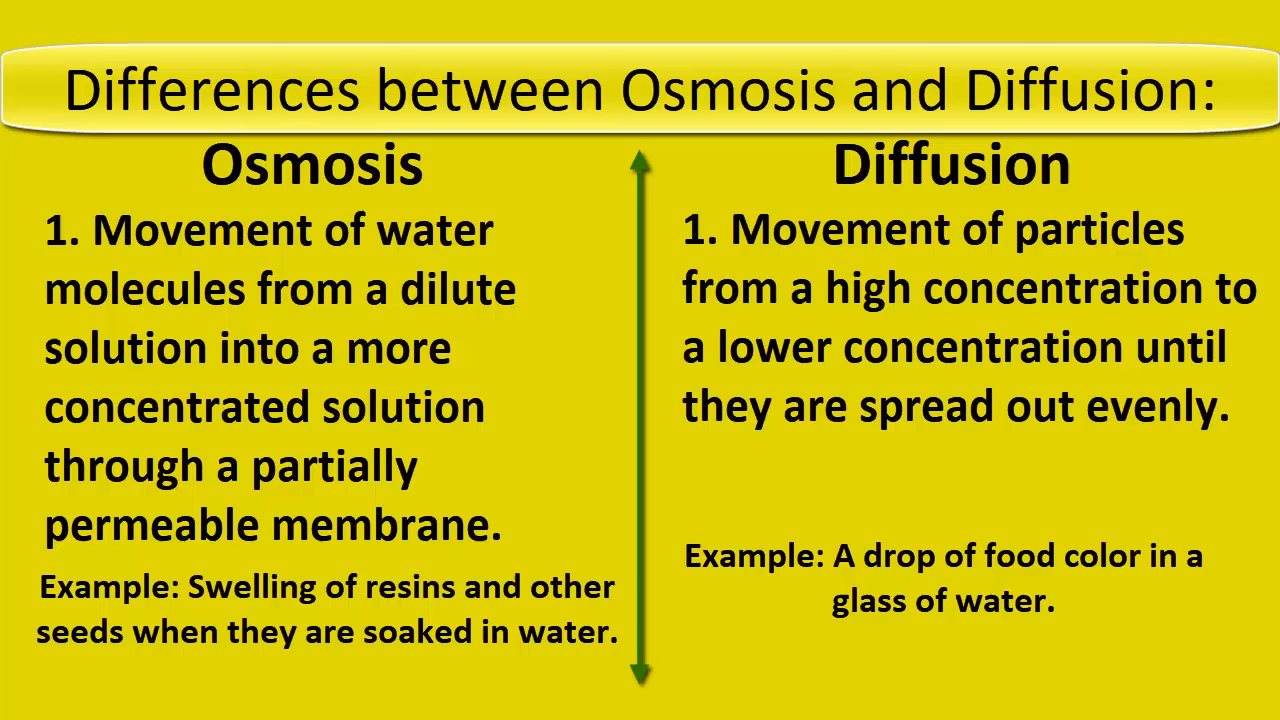 Differences between Osmosis and Diffusion:
Osmosis
1. Movement of water
molecules from a dilute
solution into a more
concentrated solution
through a partially
permeable membrane.
Example: Swelling of resins and other
seeds when they are soaked in water.
Diffusion
1. Movement of particles
from a high concentration to
a lower concentration until
they are spread out evenly.
Example: A drop of food color in a
glass of water.